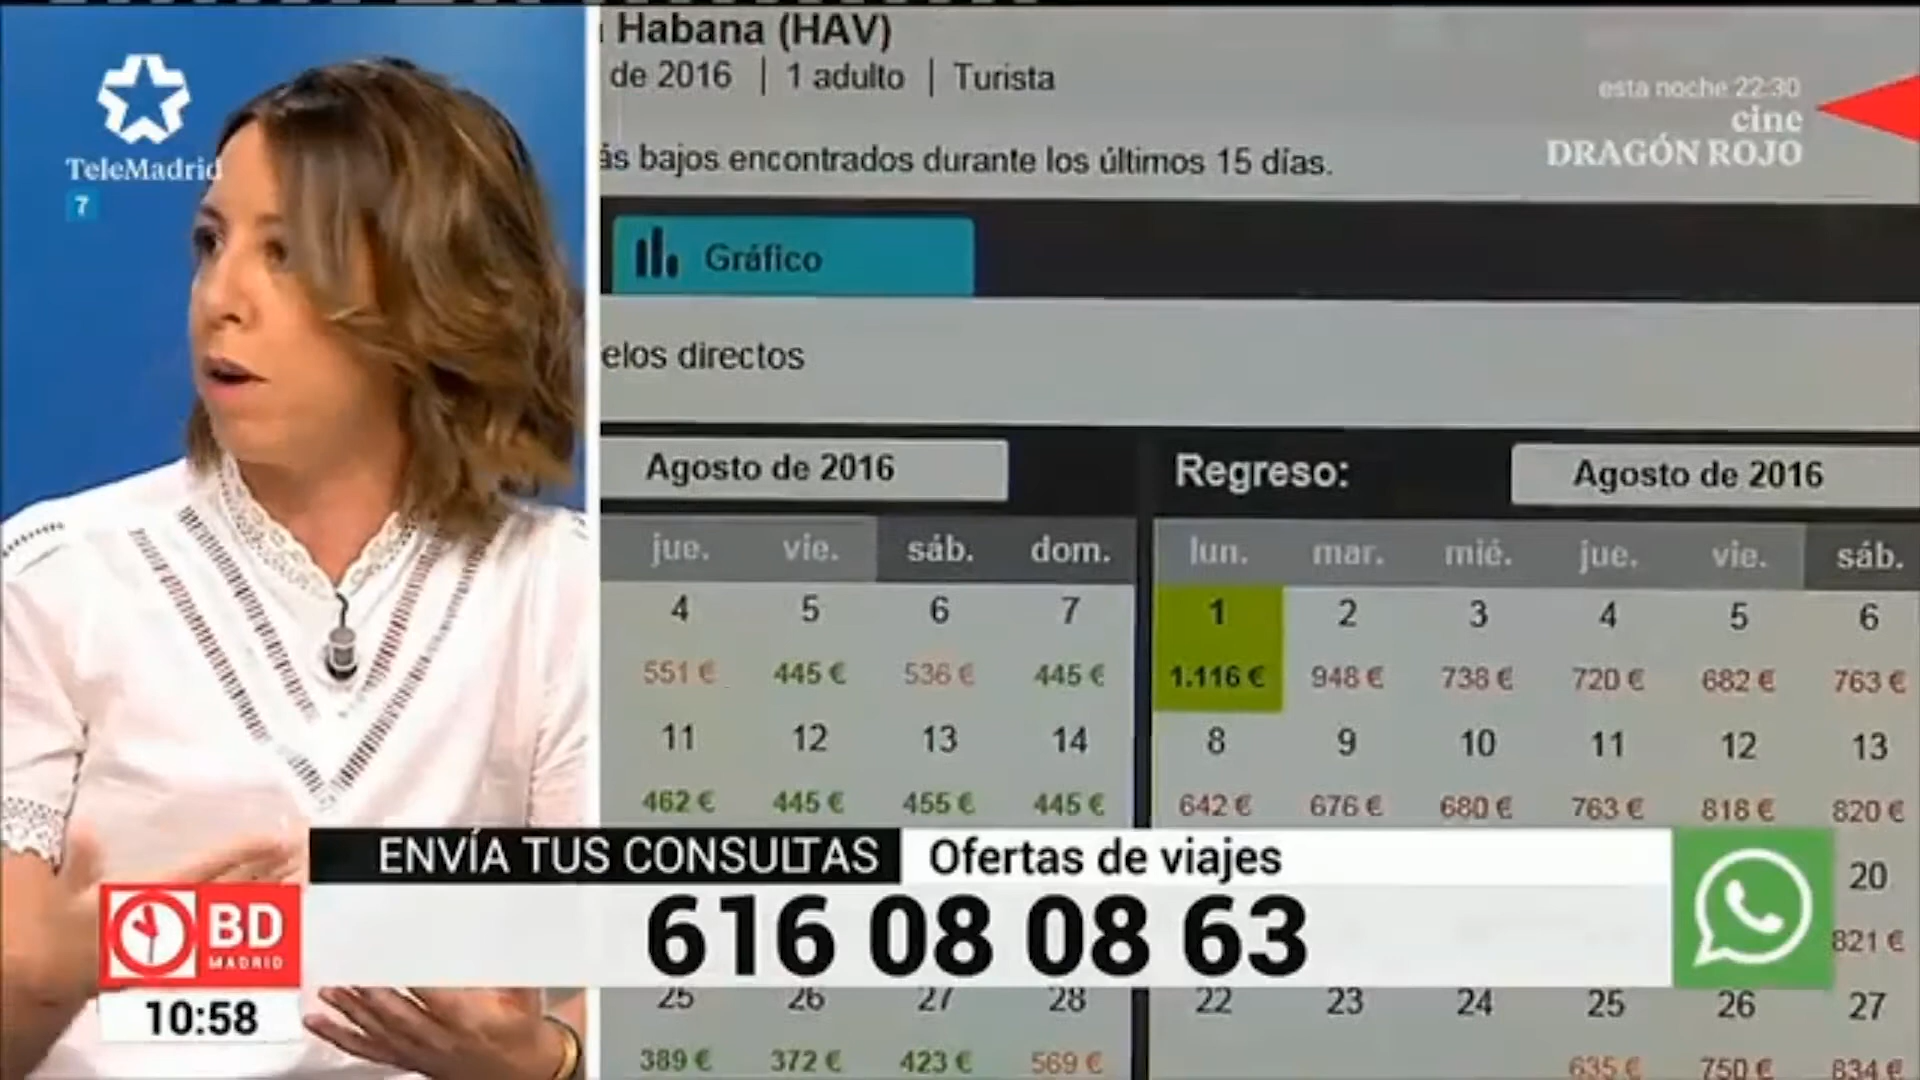 Habana (HAV)
de 2016 | 1 adulto | Turista
ás bajos encontrados durante los últimos 15 días.
esta noche 22:30
cine
DRAGÓN ROJO
TeleMadrid
7
Gráfico
elos directos
Agosto de 2016
Regreso:
Agosto de 2016
jue. vie. sáb. dom.
4 5 6 7
551 € 445 € 536 € 445 €
11 12 13 14
462 € 445 € 455 € 445 €
25 26 27 28
389 € 372 € 423 € 569 €
lun. mar. mié. jue. vie. sáb.
1 2 3 4 5 6
1.116 € 948 € 738 € 720 € 682 € 763 €
8 9 10 11 12 13
642 € 676 € 680 € 763 € 818 € 820 €
20
821 €
22 23 24 25 26 27
635 € 750 € 834 €
ENVÍA TUS CONSULTAS Ofertas de viajes
616 08 08 63
BD
MADRID
10:58